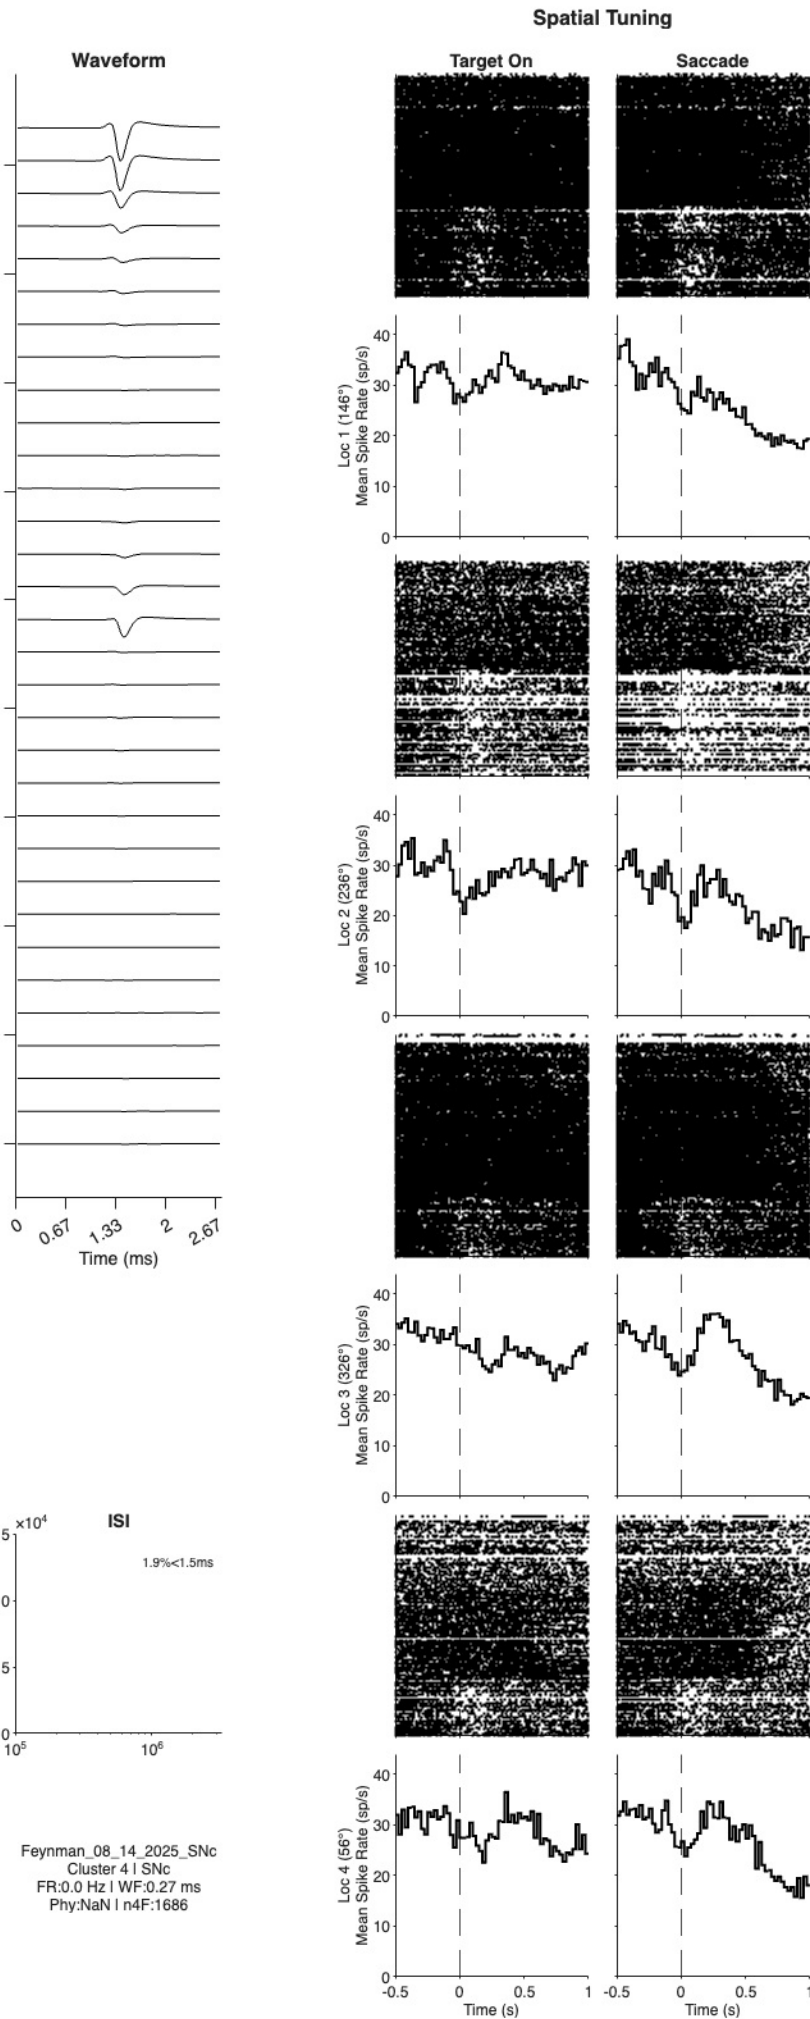 Spatial Tuning
Waveform
Target On
Saccade
0
0.67
1.33
2
2.67
Time (ms)
40
30
20
10
0
Loc 1 (146°)
Mean Spike Rate (sp/s)
40
30
20
10
0
Loc 2 (236°)
Mean Spike Rate (sp/s)
40
30
20
10
0
Loc 3 (326°)
Mean Spike Rate (sp/s)
5 ×10⁴
ISI
1.9%<1.5ms
0
5
0
10⁵
10⁶
Feynman_08_14_2025_SNc
Cluster 4 | SNc
FR:0.0 Hz | WF:0.27 ms
Phy:NaN | n4F:1686
40
30
20
10
0
Loc 4 (56°)
Mean Spike Rate (sp/s)
-0.5
0
0.5
1
Time (s)
-0.5
0
0.5
1
Time (s)